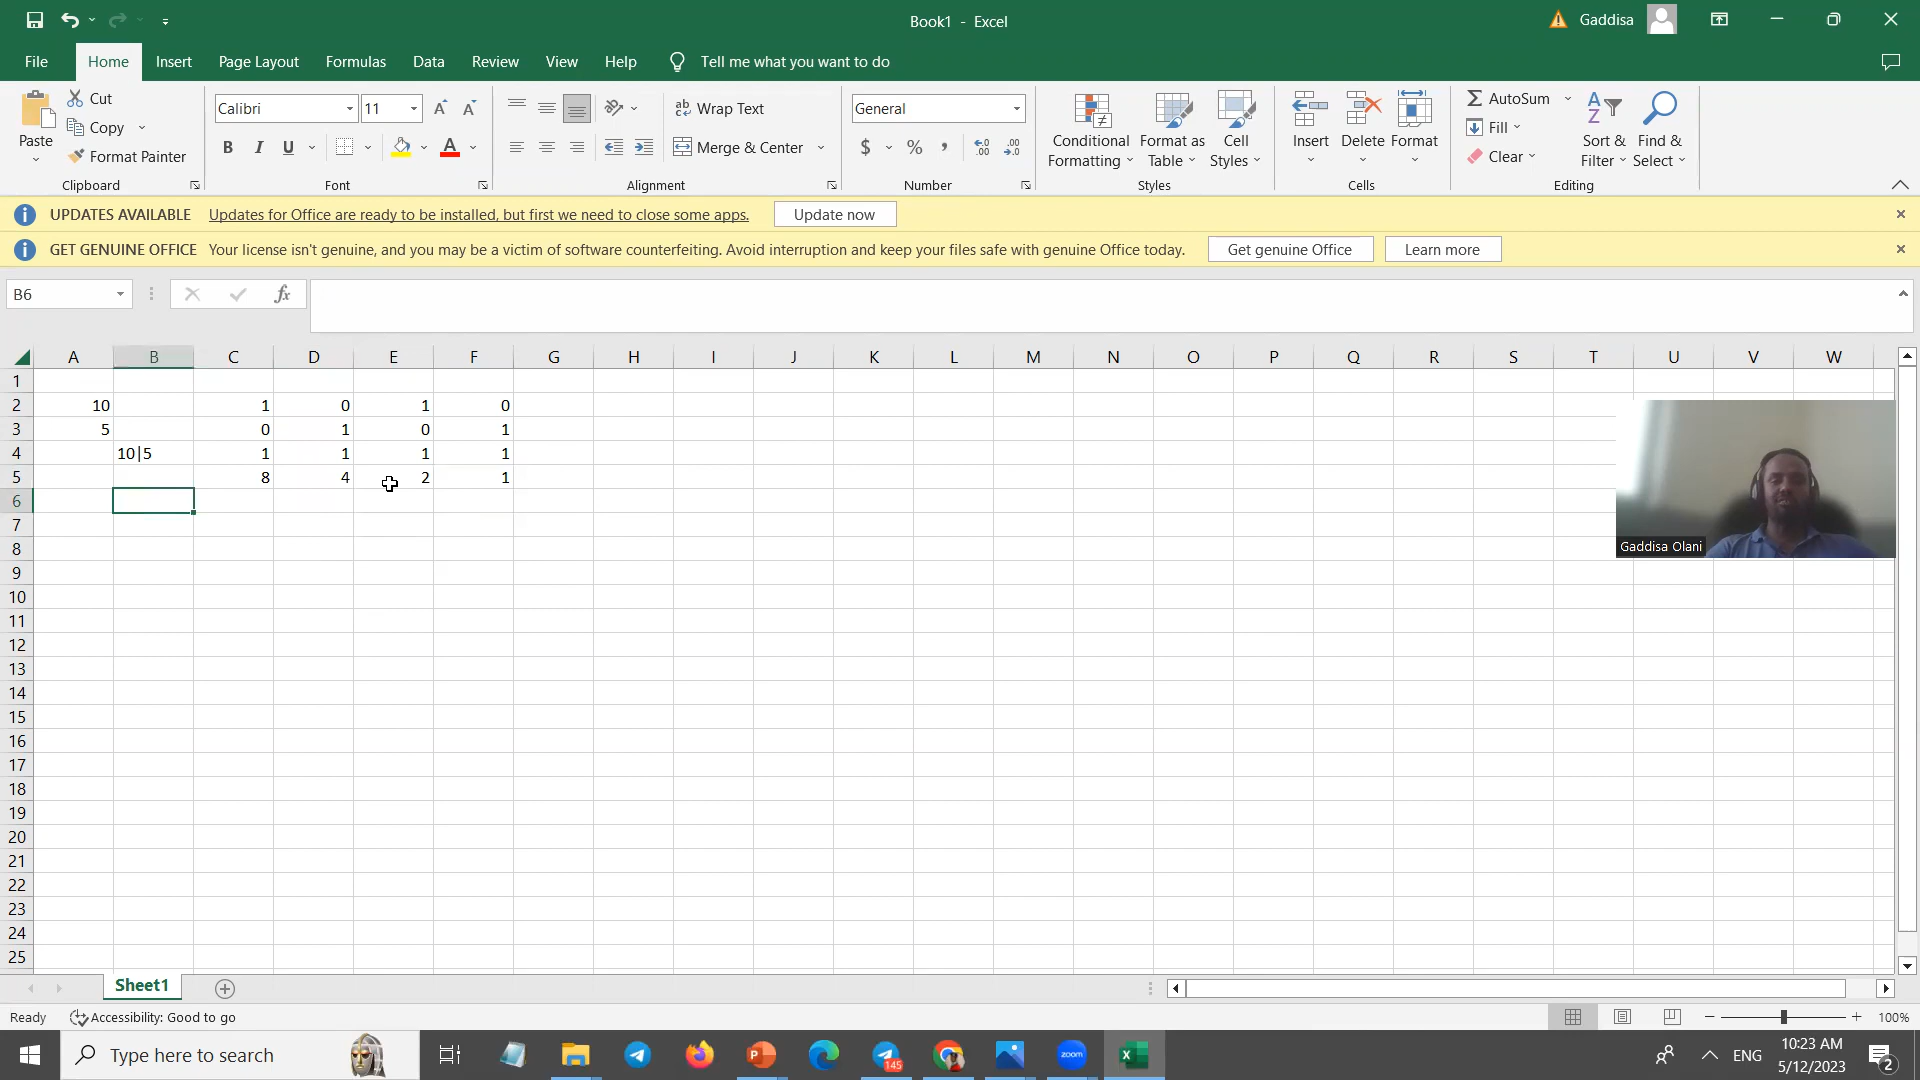 Book1 - Excel
Gaddisa
File Home Insert Page Layout Formulas Data Review View Help Tell me what you want to do
Paste
Cut
Copy
Format Painter
Clipboard
Calibri 11
B I U
Font
Wrap Text
Merge & Center
Alignment
General
$ % ,
Number
Conditional Formatting
Format as Table
Cell Styles
Styles
Insert Delete Format
Cells
AutoSum
Fill
Clear
Sort & Filter
Find & Select
Editing
UPDATES AVAILABLE Updates for Office are ready to be installed, but first we need to close some apps. Update now
GET GENUINE OFFICE Your license isn't genuine, and you may be a victim of software counterfeiting. Avoid interruption and keep your files safe with genuine Office today. Get genuine Office Learn more
B6 fx
A B C D E F G H I J K L M N O P Q R S T U V W
1
2 10 1 0 1 0
3 5 0 1 0 1
4 10|5 1 1 1 1
5 8 4 2 1
6
7
8
9
10
11
12
13
14
15
16
17
18
19
20
21
22
23
24
25
Gaddisa Olani
Sheet1
Ready Accessibility: Good to go 100%
Type here to search
145
zoom
ENG
10:23 AM
5/12/2023
2